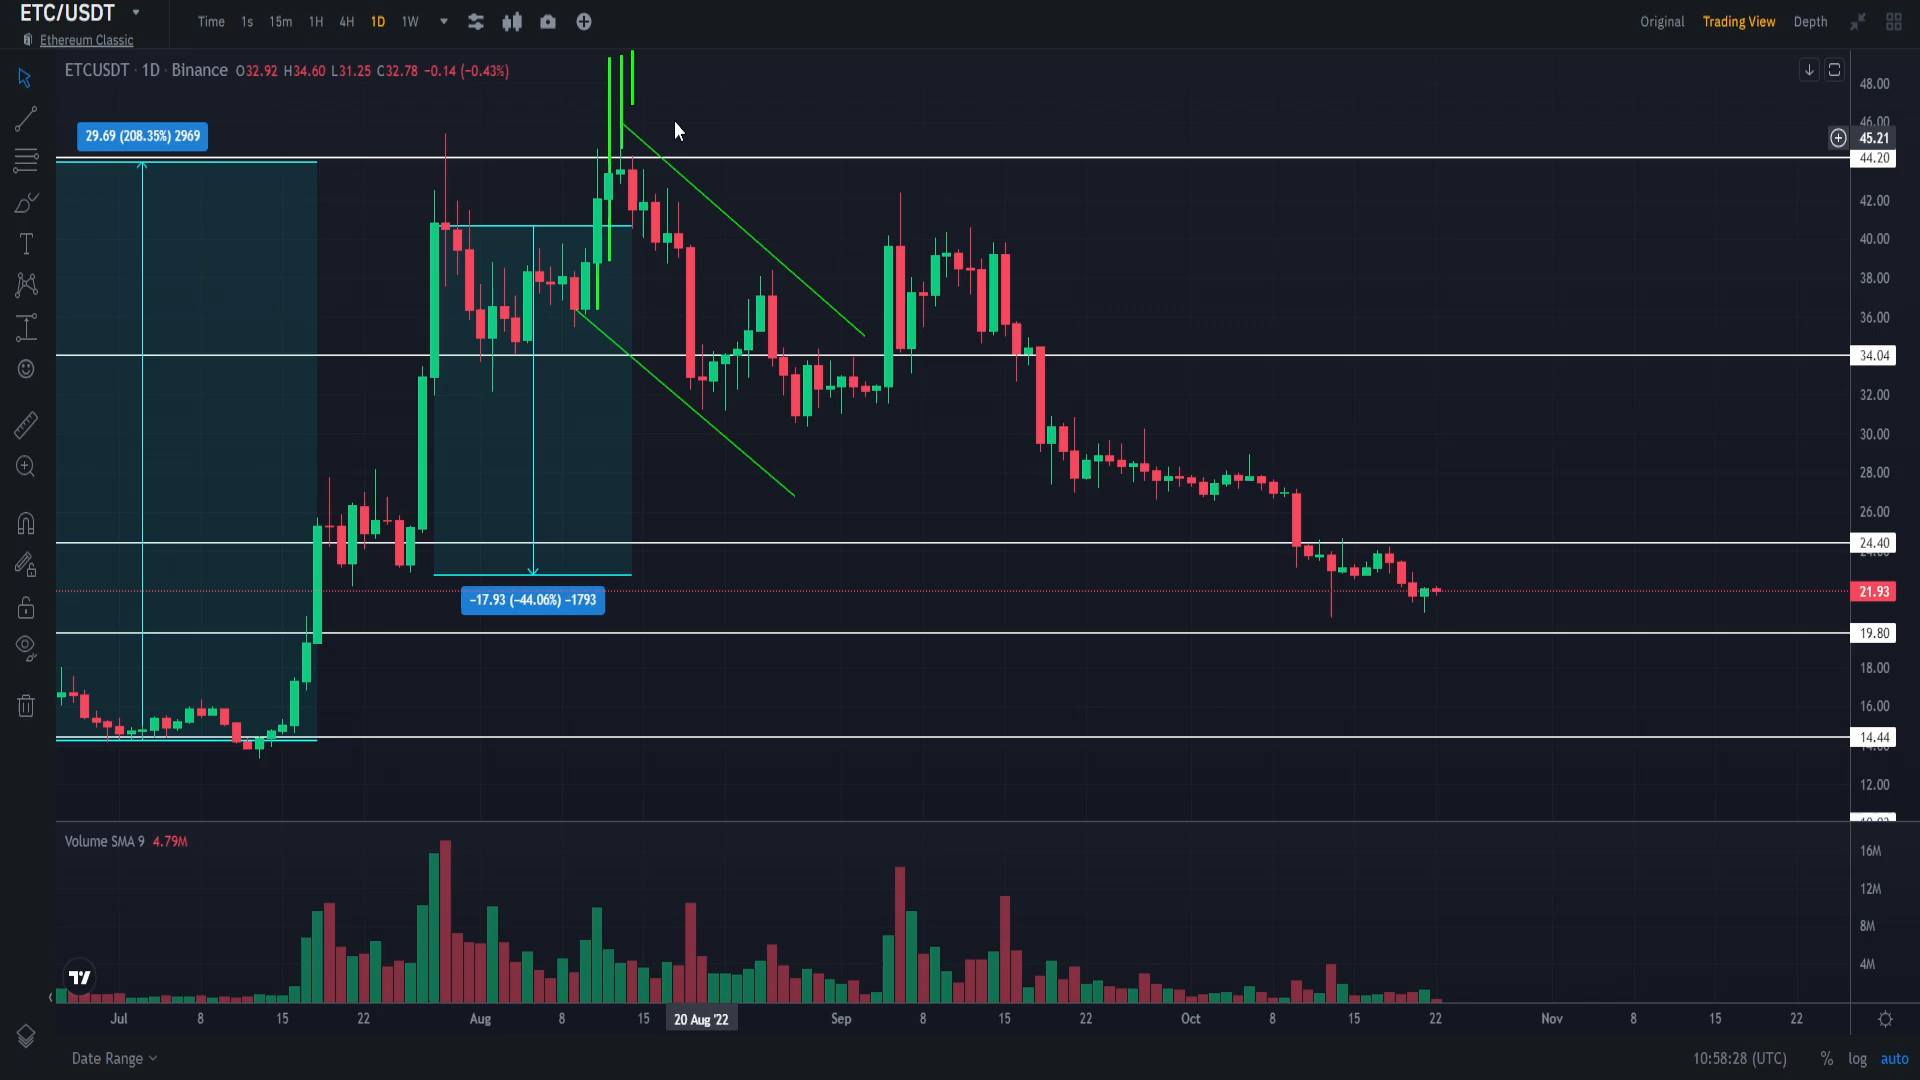 ETC/USDT
Ethereum Classic
Time 1s 15m 1H 4H 1D 1W
Original Trading View Depth
ETCUSDT · 1D · Binance O32.92 H34.60 L31.25 C32.78 −0.14 (−0.43%)
48.00
46.00
29.69 (208.35%) 2969
45.21
44.20
42.00
40.00
38.00
36.00
34.04
32.00
30.00
28.00
26.00
24.40
21.93
−17.93 (−44.06%) −1793
19.80
18.00
16.00
14.44
12.00
Volume SMA 9 4.79M
16M
12M
8M
4M
Jul 8 15 22 Aug 8 15 20 Aug '22 Sep 8 15 22 Oct 8 15 22 Nov 8 15 22
Date Range
10:58:28 (UTC) % log auto